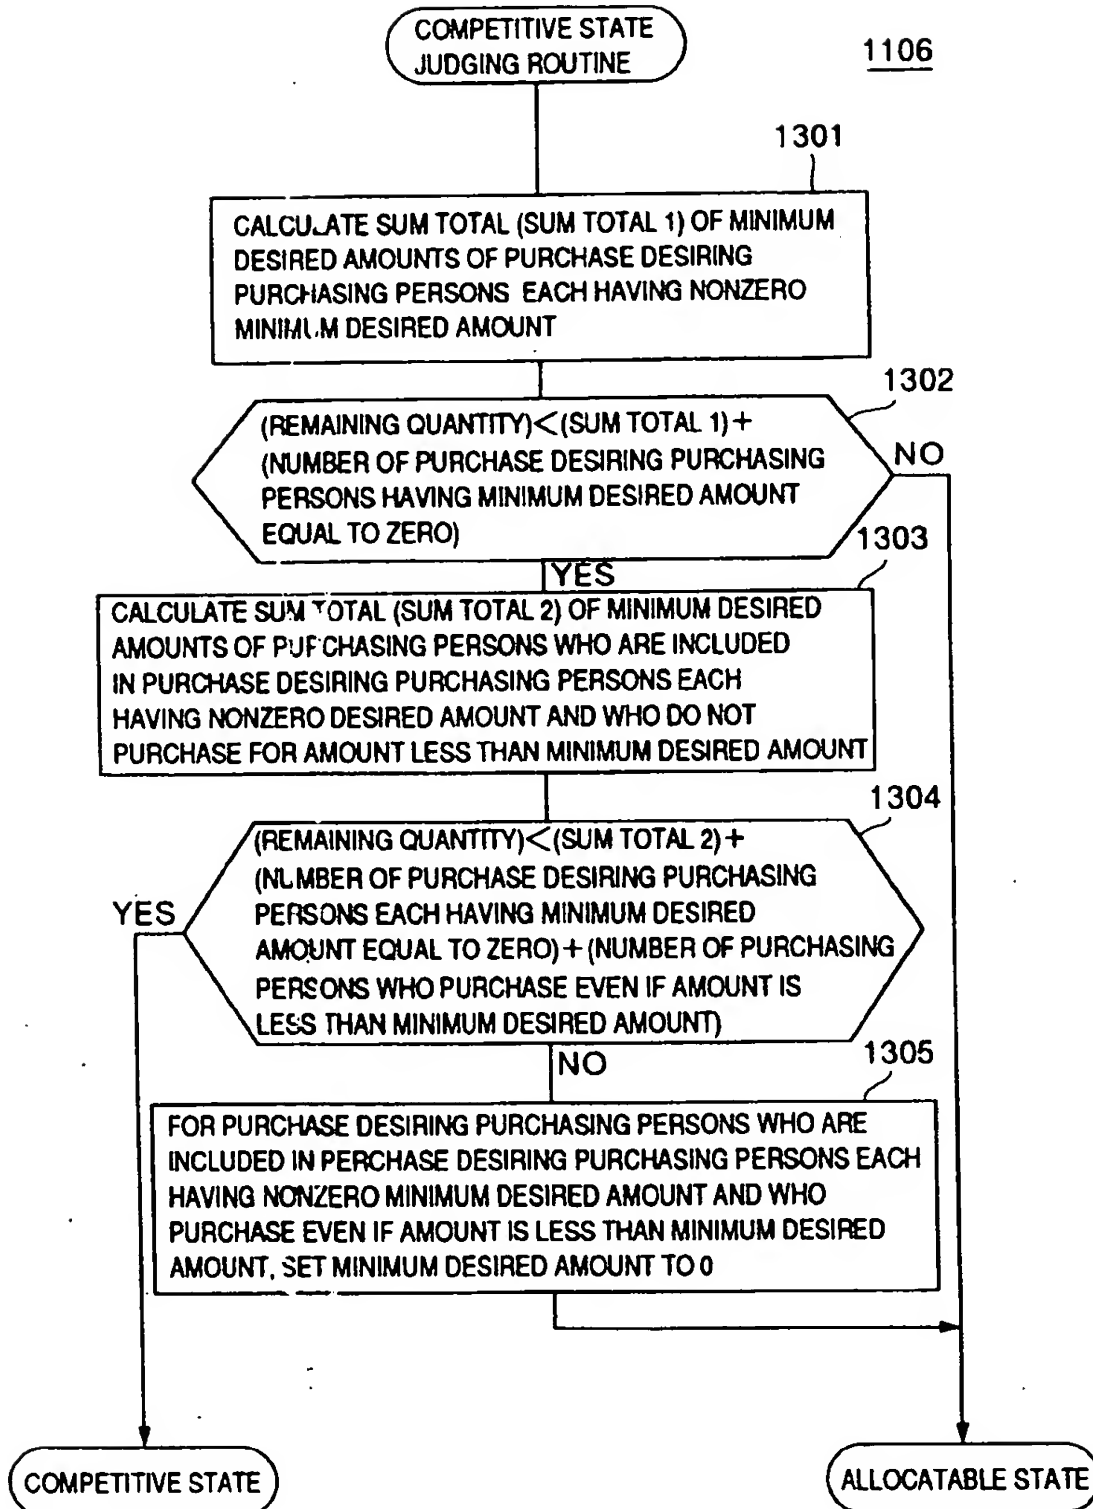 COMPETITIVE STATE
JUDGING ROUTINE
1106
1301
CALCULATE SUM TOTAL (SUM TOTAL 1) OF MINIMUM
DESIRED AMOUNTS OF PURCHASE DESIRING
PURCHASING PERSONS EACH HAVING NONZERO
MINIMUM DESIRED AMOUNT
1302
(REMAINING QUANTITY)<(SUM TOTAL 1)+
(NUMBER OF PURCHASE DESIRING PURCHASING
PERSONS HAVING MINIMUM DESIRED AMOUNT
EQUAL TO ZERO)
NO
YES
1303
CALCULATE SUM TOTAL (SUM TOTAL 2) OF MINIMUM DESIRED
AMOUNTS OF PURCHASING PERSONS WHO ARE INCLUDED
IN PURCHASE DESIRING PURCHASING PERSONS EACH
HAVING NONZERO DESIRED AMOUNT AND WHO DO NOT
PURCHASE FOR AMOUNT LESS THAN MINIMUM DESIRED AMOUNT
1304
(REMAINING QUANTITY)<(SUM TOTAL 2)+
(NUMBER OF PURCHASE DESIRING PURCHASING
PERSONS EACH HAVING MINIMUM DESIRED
AMOUNT EQUAL TO ZERO)+(NUMBER OF PURCHASING
PERSONS WHO PURCHASE EVEN IF AMOUNT IS
LESS THAN MINIMUM DESIRED AMOUNT)
YES
NO
1305
FOR PURCHASE DESIRING PURCHASING PERSONS WHO ARE
INCLUDED IN PERCHASE DESIRING PURCHASING PERSONS EACH
HAVING NONZERO MINIMUM DESIRED AMOUNT AND WHO
PURCHASE EVEN IF AMOUNT IS LESS THAN MINIMUM DESIRED
AMOUNT, SET MINIMUM DESIRED AMOUNT TO 0
COMPETITIVE STATE
ALLOCATABLE STATE